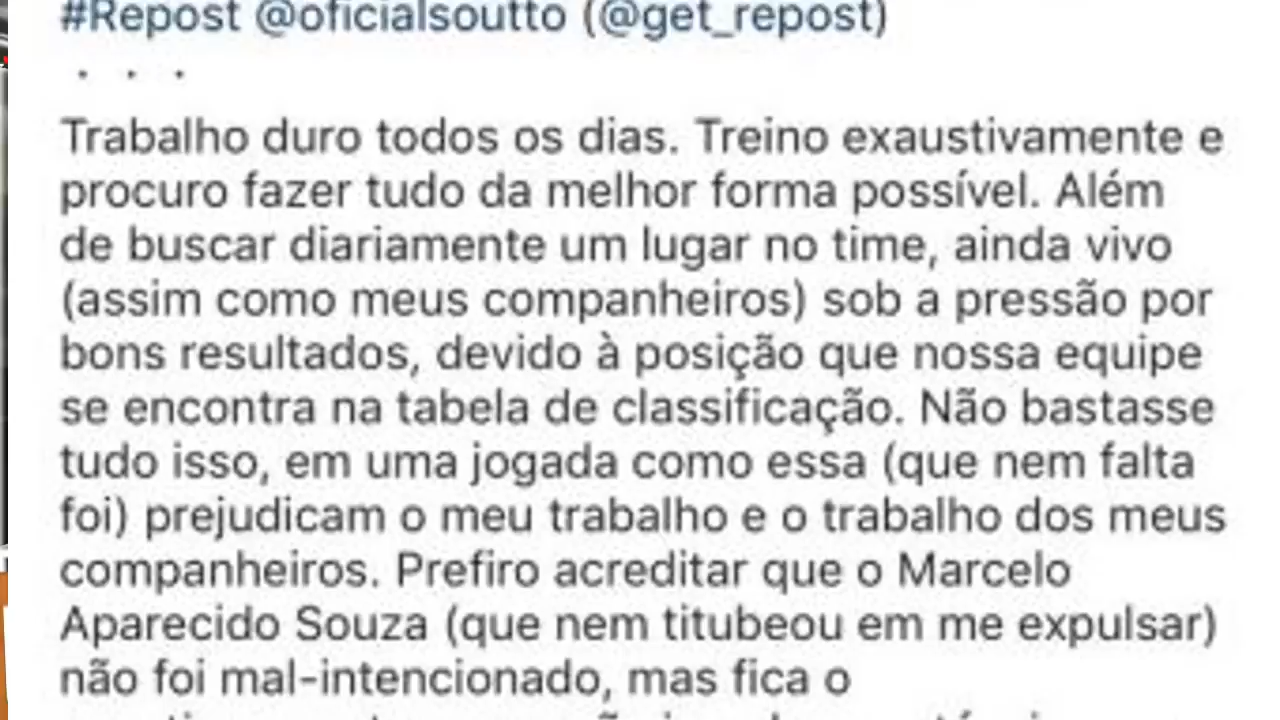 #Repost @oficialsoutto (@get_repost)
. . .
Trabalho duro todos os dias. Treino exaustivamente e
procuro fazer tudo da melhor forma possível. Além
de buscar diariamente um lugar no time, ainda vivo
(assim como meus companheiros) sob a pressão por
bons resultados, devido à posição que nossa equipe
se encontra na tabela de classificação. Não bastasse
tudo isso, em uma jogada como essa (que nem falta
foi) prejudicam o meu trabalho e o trabalho dos meus
companheiros. Prefiro acreditar que o Marcelo
Aparecido Souza (que nem titubeou em me expulsar)
não foi mal-intencionado, mas fica o